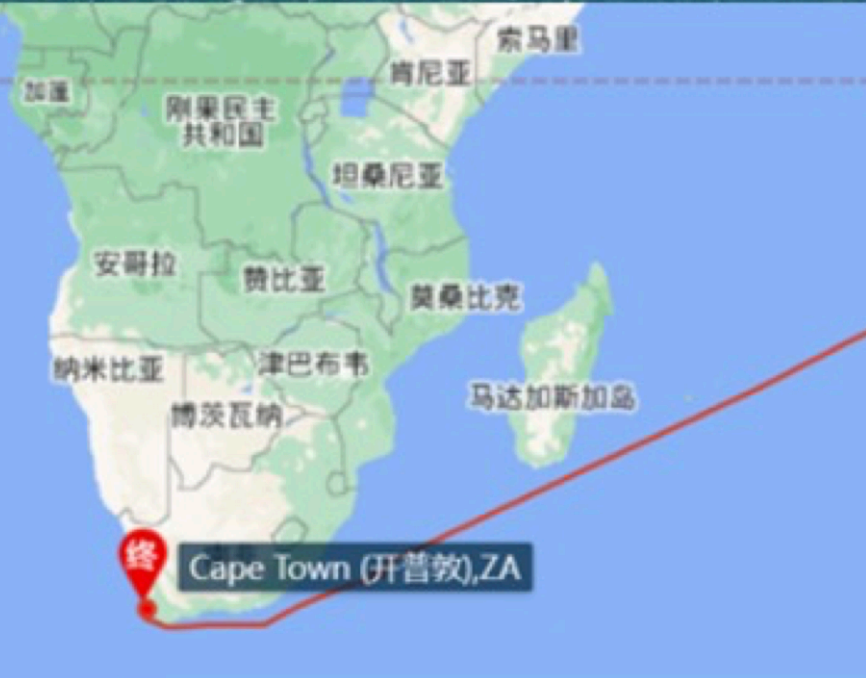 索马里
肯尼亚
加蓬
刚果民主
共和国
坦桑尼亚
安哥拉
赞比亚
莫桑比克
纳米比亚
津巴布韦
博茨瓦纳
马达加斯加岛
终
Cape Town (开普敦),ZA